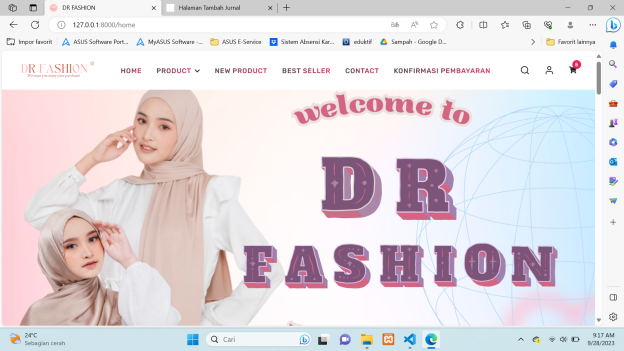 DR FASHION
Halaman Tambah Jurnal
127.0.0.1:8000/home
Impor favorit
ASUS Software Port...
MyASUS Software -...
ASUS E-Service
Sistem Absensi Kar...
eduktif
Sampah - Google D...
Favorit lainnya
DR FASHION
HOME
PRODUCT
NEW PRODUCT
BEST SELLER
CONTACT
KONFIRMASI PEMBAYARAN
welcome to
DR
FASHION
24°C
Sebagian cerah
Cari
9:17 AM
9/28/2023